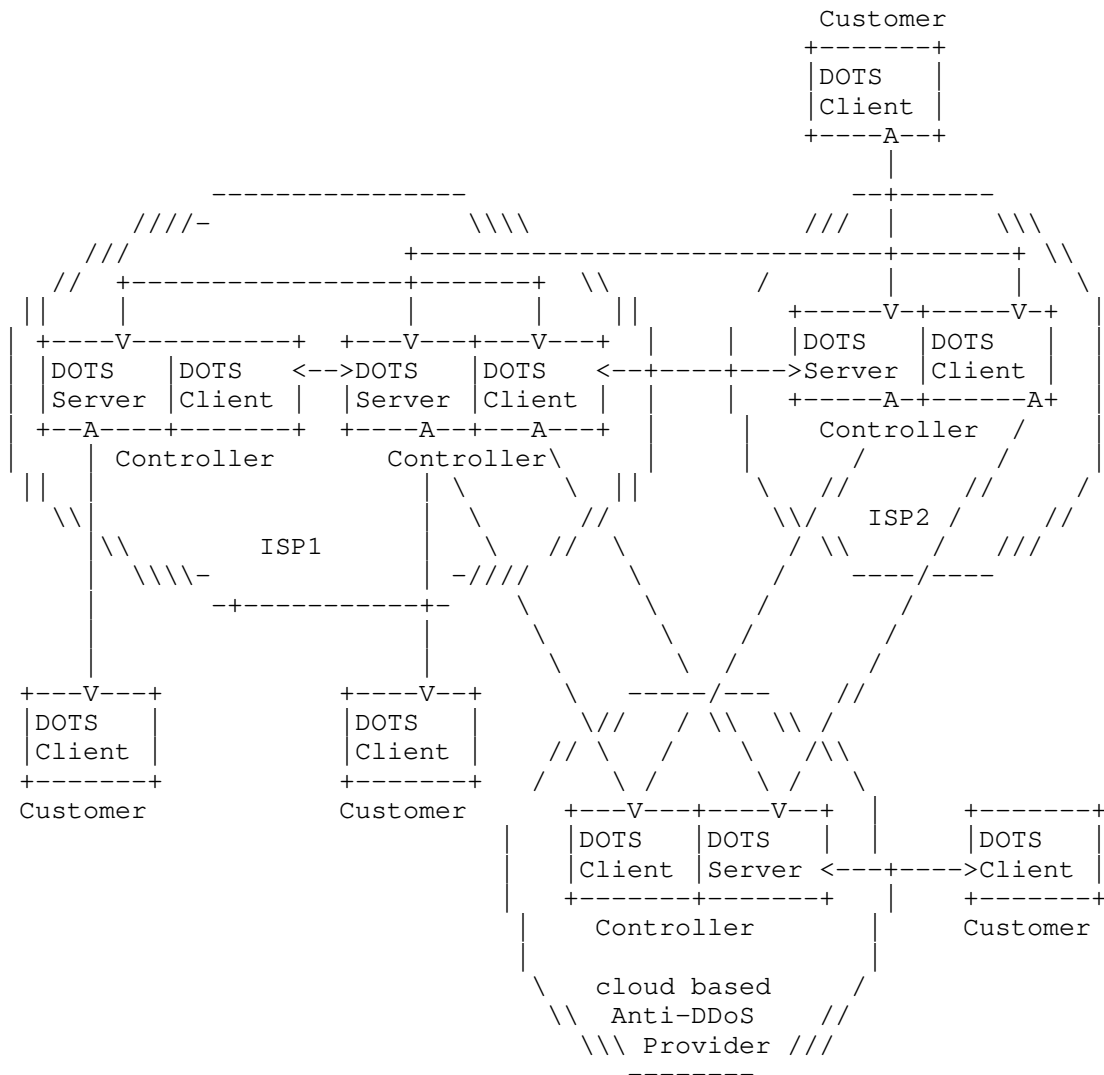 Customer
DOTS
Client
DOTS DOTS DOTS DOTS DOTS DOTS
Server Client Server Client Server Client
Controller Controller Controller
ISP2
ISP1
DOTS DOTS
Client Client
Customer Customer
DOTS DOTS DOTS
Client Server Client
Controller Customer
cloud based
Anti-DDoS
Provider